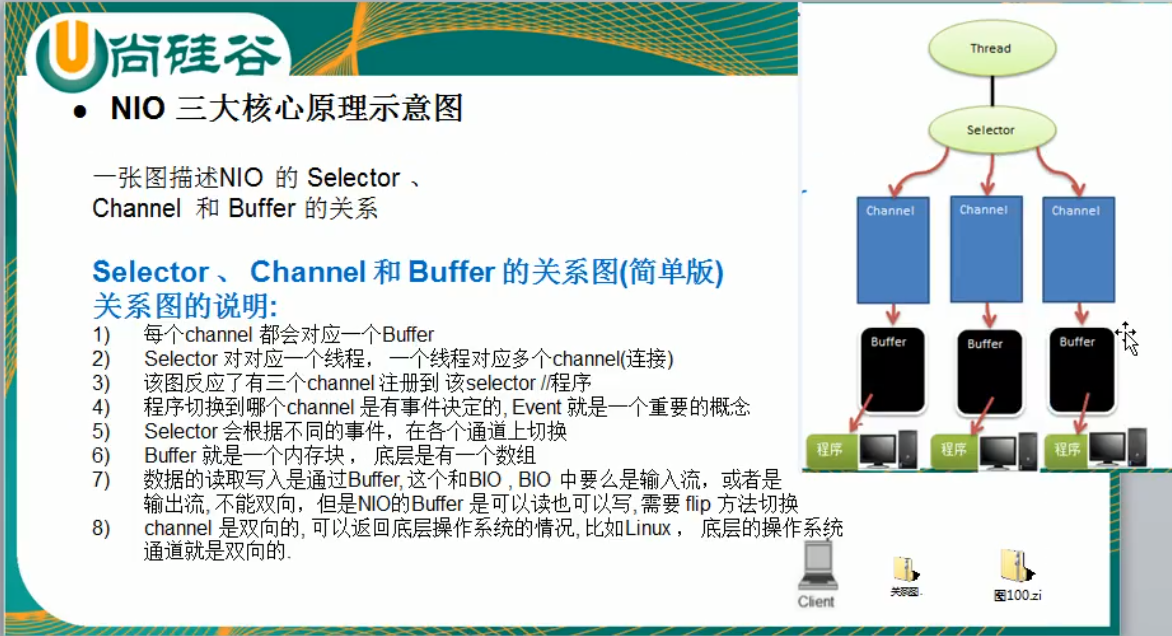 尚硅谷
● NIO 三大核心原理示意图
一张图描述NIO 的 Selector 、
Channel 和 Buffer 的关系
Selector 、 Channel 和 Buffer 的关系图(简单版)
关系图的说明:
1) 每个channel 都会对应一个Buffer
2) Selector 对对应一个线程， 一个线程对应多个channel(连接)
3) 该图反应了有三个channel 注册到 该selector //程序
4) 程序切换到哪个channel 是有事件决定的, Event 就是一个重要的概念
5) Selector 会根据不同的事件，在各个通道上切换
6) Buffer 就是一个内存块 ， 底层是有一个数组
7) 数据的读取写入是通过Buffer, 这个和BIO , BIO 中要么是输入流，或者是
输出流, 不能双向，但是NIO的Buffer 是可以读也可以写, 需要 flip 方法切换
8) channel 是双向的, 可以返回底层操作系统的情况, 比如Linux ， 底层的操作系统
通道就是双向的.
Thread
Selector
Channel Channel Channel
Buffer Buffer Buffer
程序 程序 程序
Client
关系图.
图100.zi